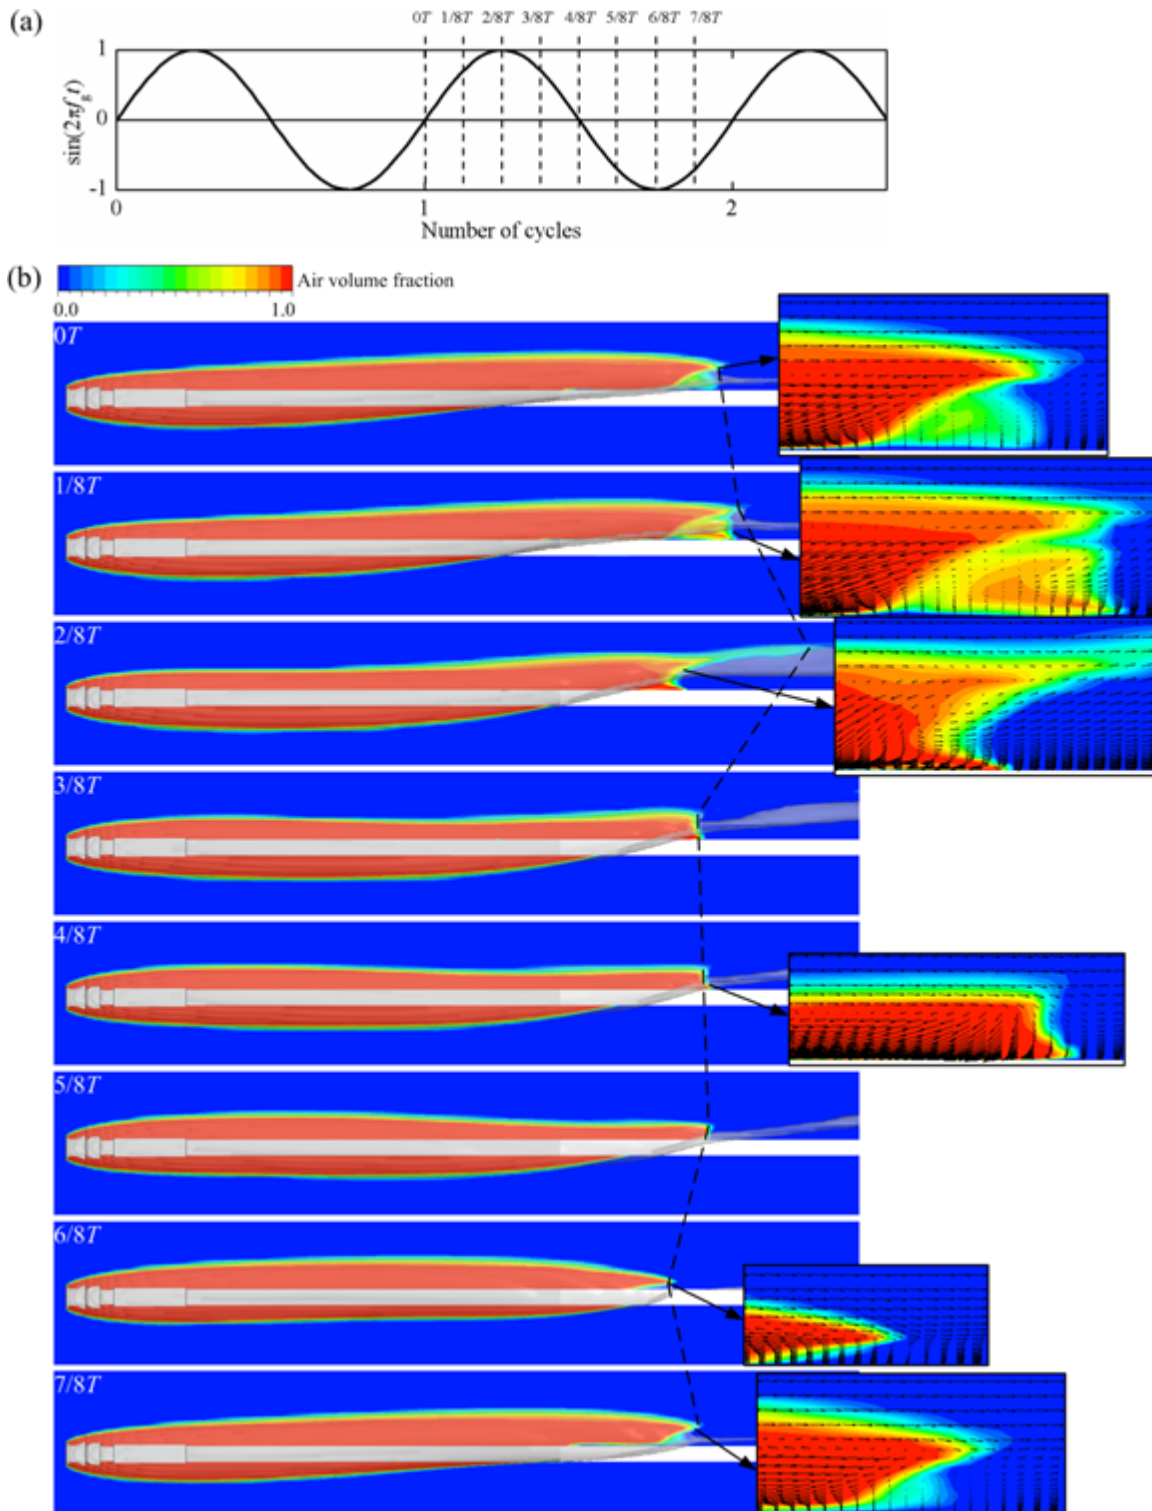 (a)
0T 1/8T 2/8T 3/8T 4/8T 5/8T 6/8T 7/8T
1
0
-1
sin(2πf_g t)
0 1 2
Number of cycles
(b)
Air volume fraction
0.0 1.0
0T
1/8T
2/8T
3/8T
4/8T
5/8T
6/8T
7/8T